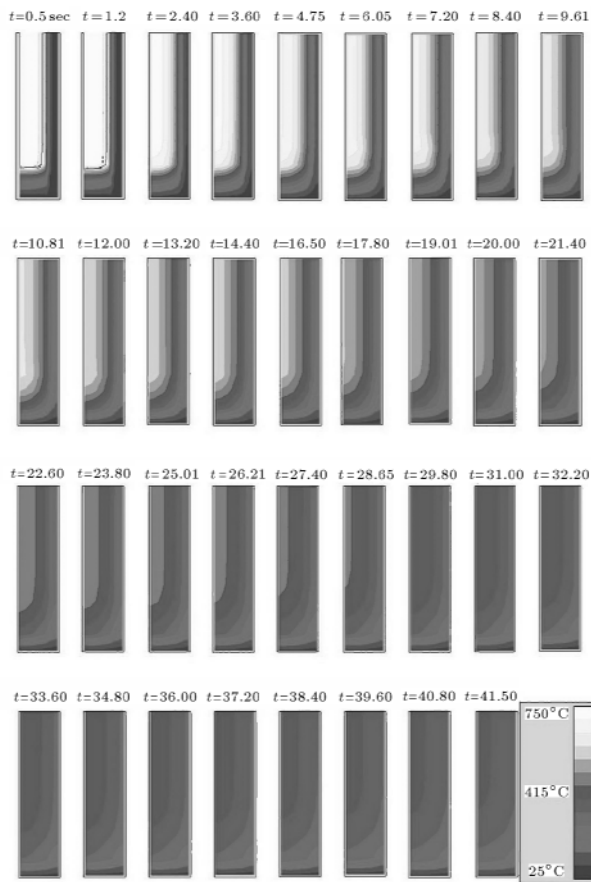 t=0.5 sec t=1.2 t=2.40 t=3.60 t=4.75 t=6.05 t=7.20 t=8.40 t=9.61
t=10.81 t=12.00 t=13.20 t=14.40 t=16.50 t=17.80 t=19.01 t=20.00 t=21.40
t=22.60 t=23.80 t=25.01 t=26.21 t=27.40 t=28.65 t=29.80 t=31.00 t=32.20
t=33.60 t=34.80 t=36.00 t=37.20 t=38.40 t=39.60 t=40.80 t=41.50
750°C
415°C
25°C